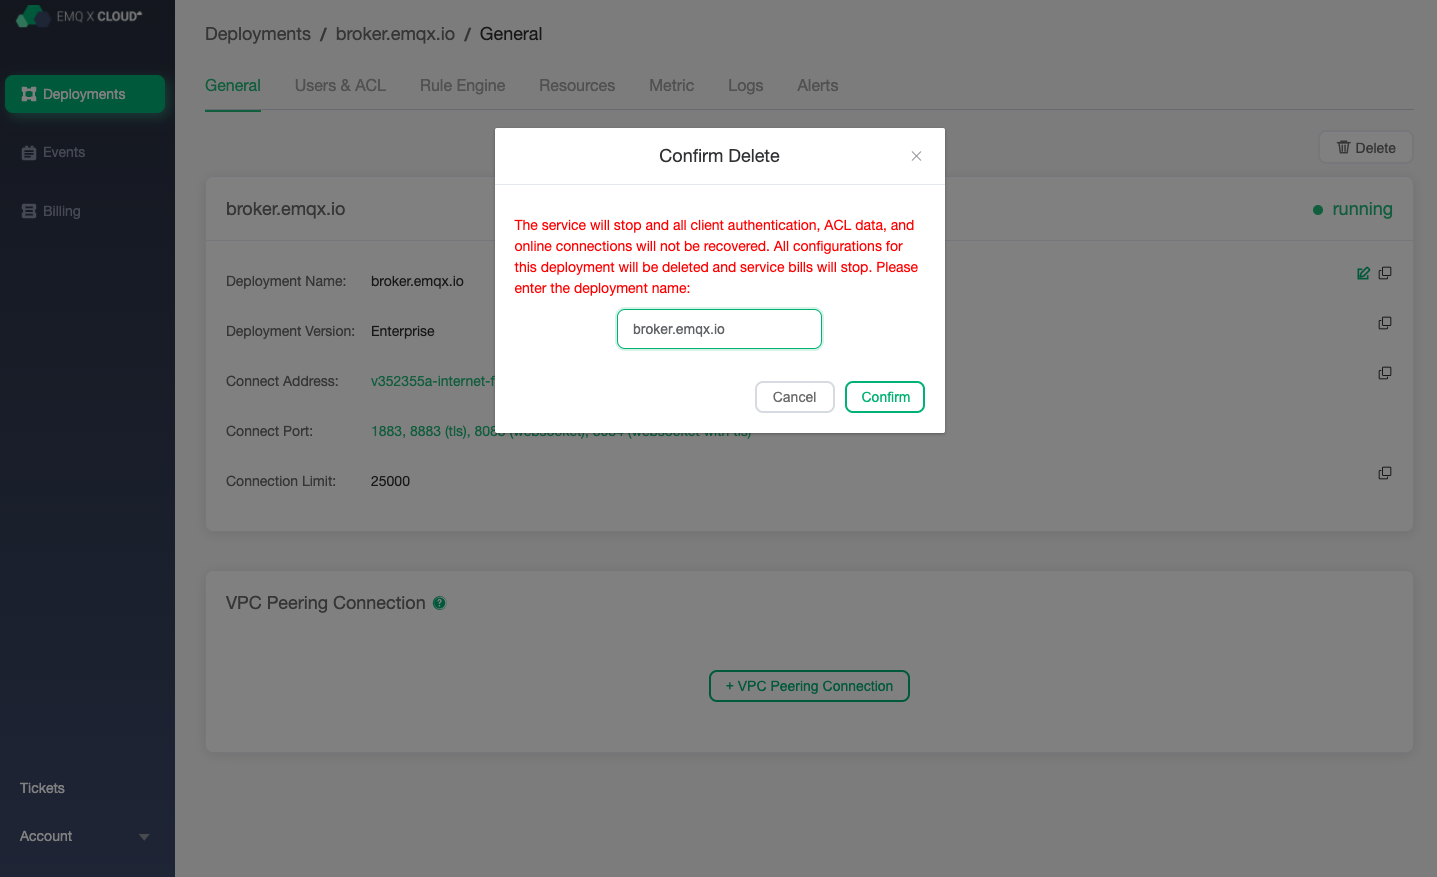 EMQ X CLOUD
Deployments / broker.emqx.io / General
Deployments
Events
Billing
Tickets
Account
General Users & ACL Rule Engine Resources Metric Logs Alerts
Delete
broker.emqx.io
running
Deployment Name: broker.emqx.io
Deployment Version: Enterprise
Connect Address: v352355a-internet-f
Connect Port: 1883, 8883 (tls), 808
Connection Limit: 25000
VPC Peering Connection
+ VPC Peering Connection
Confirm Delete
The service will stop and all client authentication, ACL data, and
online connections will not be recovered. All configurations for
this deployment will be deleted and service bills will stop. Please
enter the deployment name:
broker.emqx.io
Cancel
Confirm